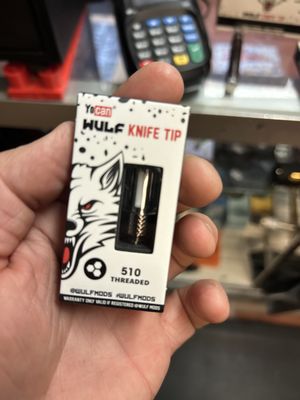 Yocan®
WULF KNIFE TIP
510
THREADED
@WULFMODS #WULFMODS
WARRANTY ONLY VALID IF REGISTERED @WULF MODS